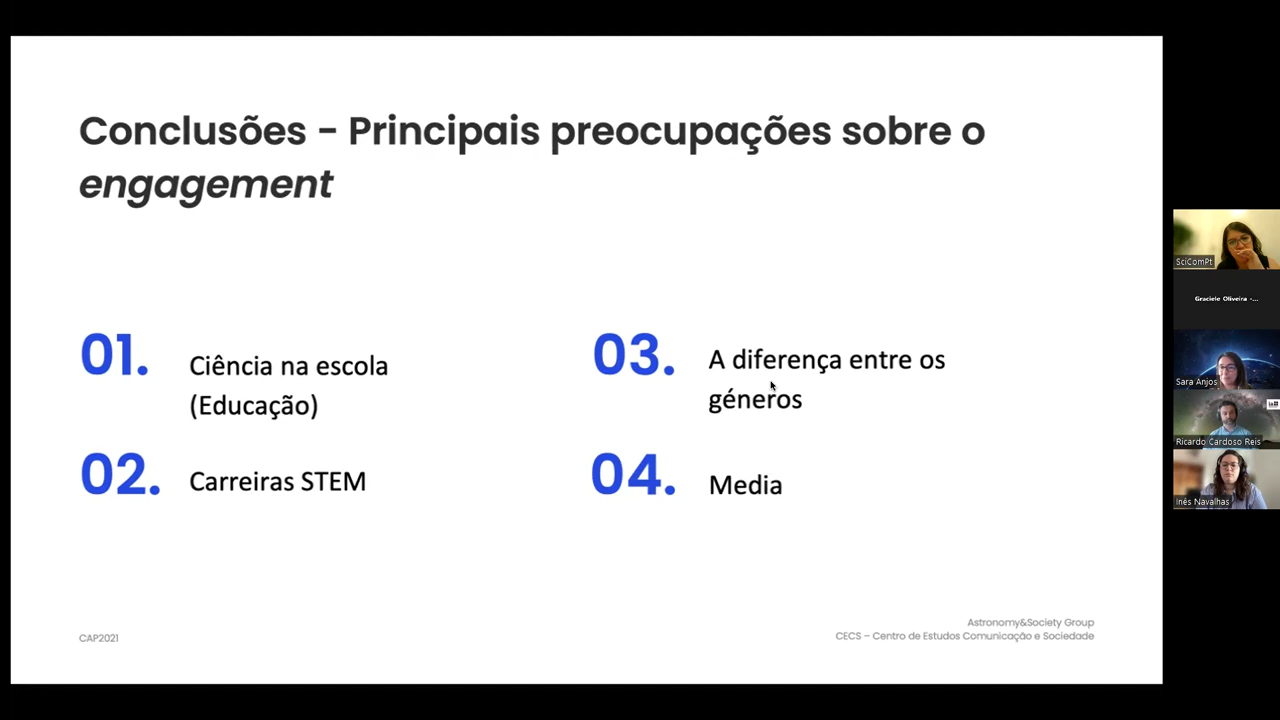 Conclusões - Principais preocupações sobre o
engagement
01.
Ciência na escola
(Educação)
02.
Carreiras STEM
03.
A diferença entre os
géneros
04.
Media
CAP2021
Astronomy&Society Group
CECS – Centro de Estudos Comunicação e Sociedade
SciComPt
Graciele Oliveira -...
Sara Anjos
Ricardo Cardoso Reis
Inês Navalhas